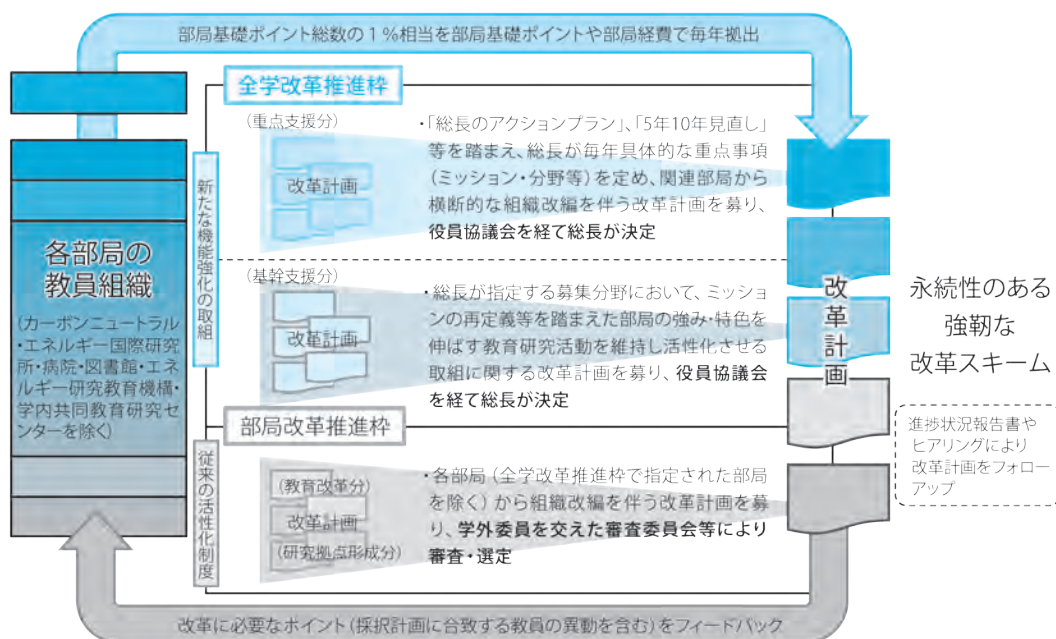 部局基礎ポイント総数の1%相当を部局基礎ポイントや部局経費で毎年拠出
各部局の
教員組織
(カーボンニュートラル
・エネルギー国際研究
所・病院・図書館・エネ
ルギー研究教育機構・
学内共同教育研究セ
ンターを除く)
新たな機能強化の取組
従来の活性化制度
全学改革推進枠
(重点支援分)
改革計画
・「総長のアクションプラン」、「5年10年見直し」
等を踏まえ、総長が毎年具体的な重点事項
(ミッション・分野等)を定め、関連部局から
横断的な組織改編を伴う改革計画を募り、
役員協議会を経て総長が決定
(基幹支援分)
改革計画
・総長が指定する募集分野において、ミッショ
ンの再定義等を踏まえた部局の強み・特色を
伸ばす教育研究活動を維持し活性化させる
取組に関する改革計画を募り、役員協議会
を経て総長が決定
部局改革推進枠
(教育改革分)
改革計画
(研究拠点形成分)
・各部局(全学改革推進枠で指定された部局
を除く)から組織改編を伴う改革計画を募
り、学外委員を交えた審査委員会等により
審査・選定
改革計画
永続性のある
強靭な
改革スキーム
進捗状況報告書や
ヒアリングにより
改革計画をフォロー
アップ
改革に必要なポイント(採択計画に合致する教員の異動を含む)をフィードバック